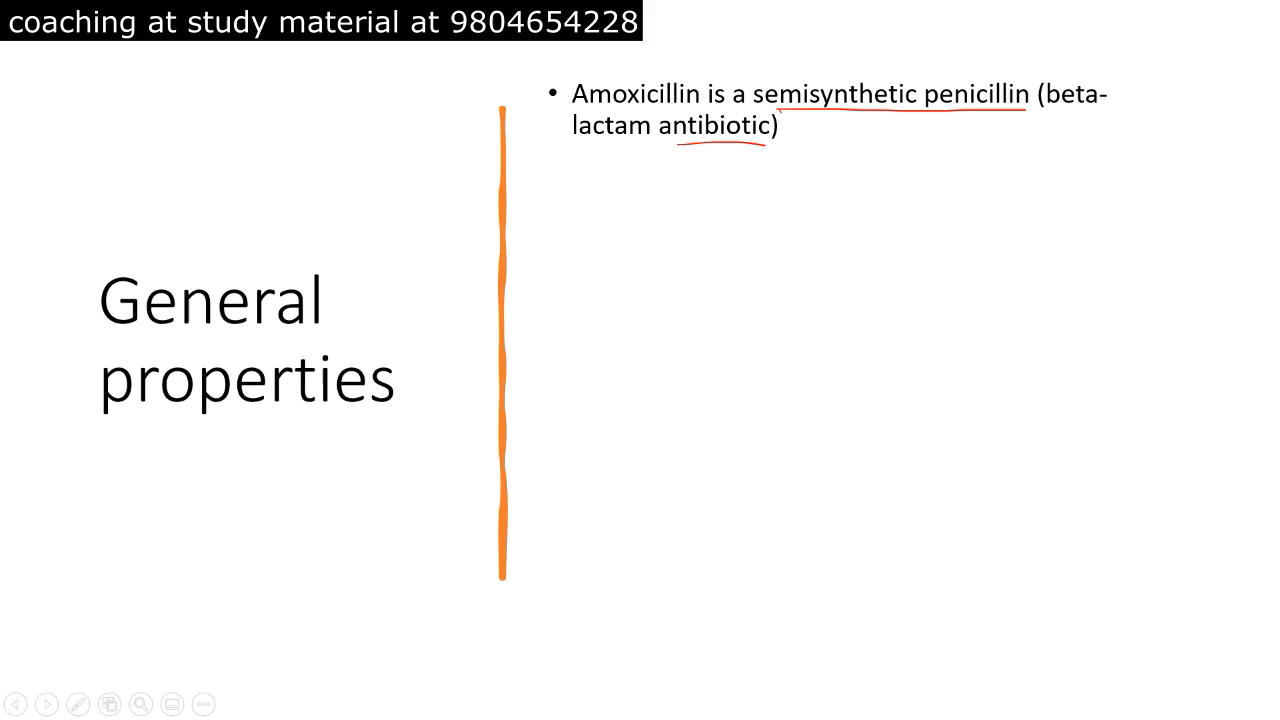 coaching at study material at 9804654228
• Amoxicillin is a semisynthetic penicillin (beta-
lactam antibiotic)
General
properties